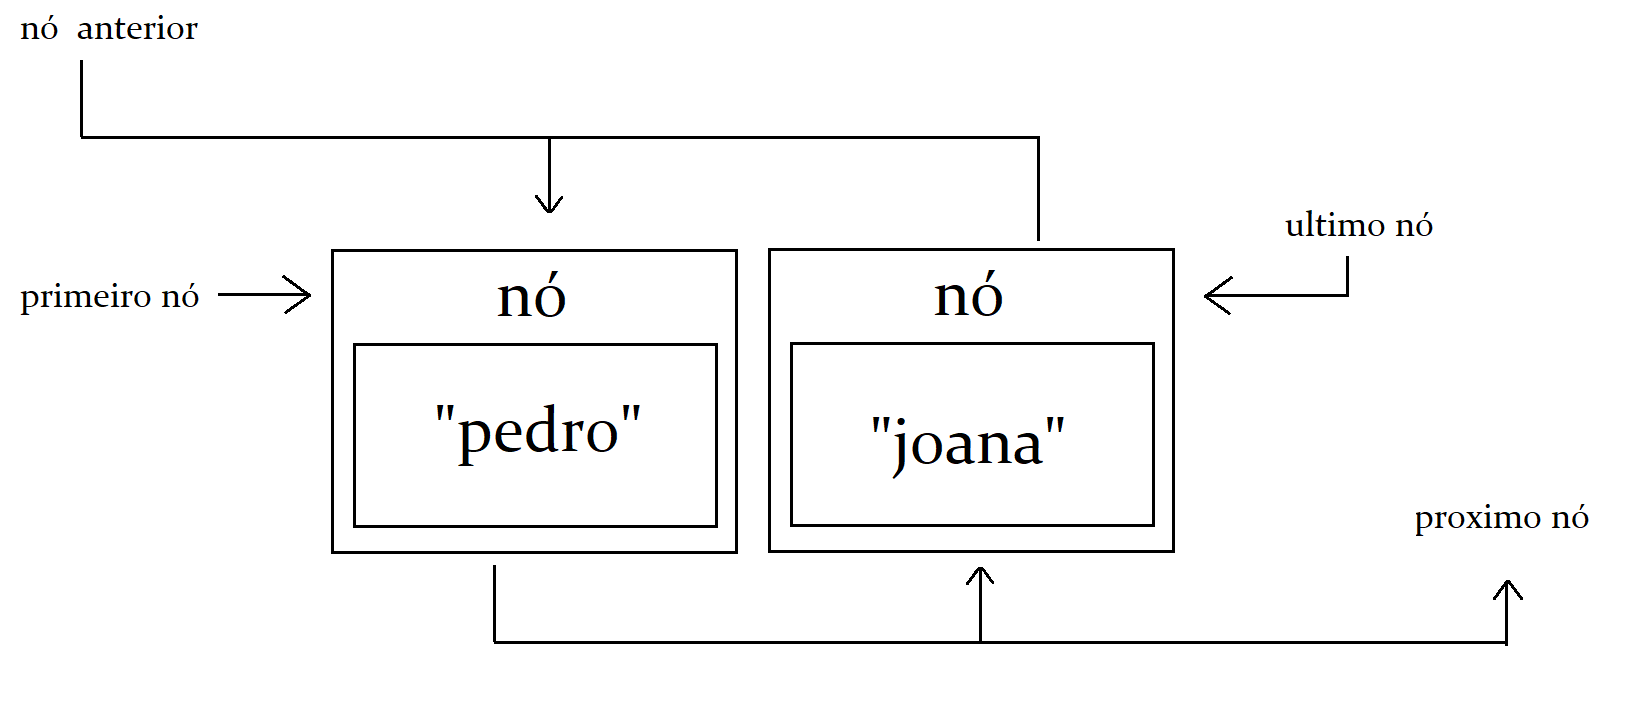 nó anterior
ultimo nó
primeiro nó
nó
nó
"pedro"
"joana"
proximo nó